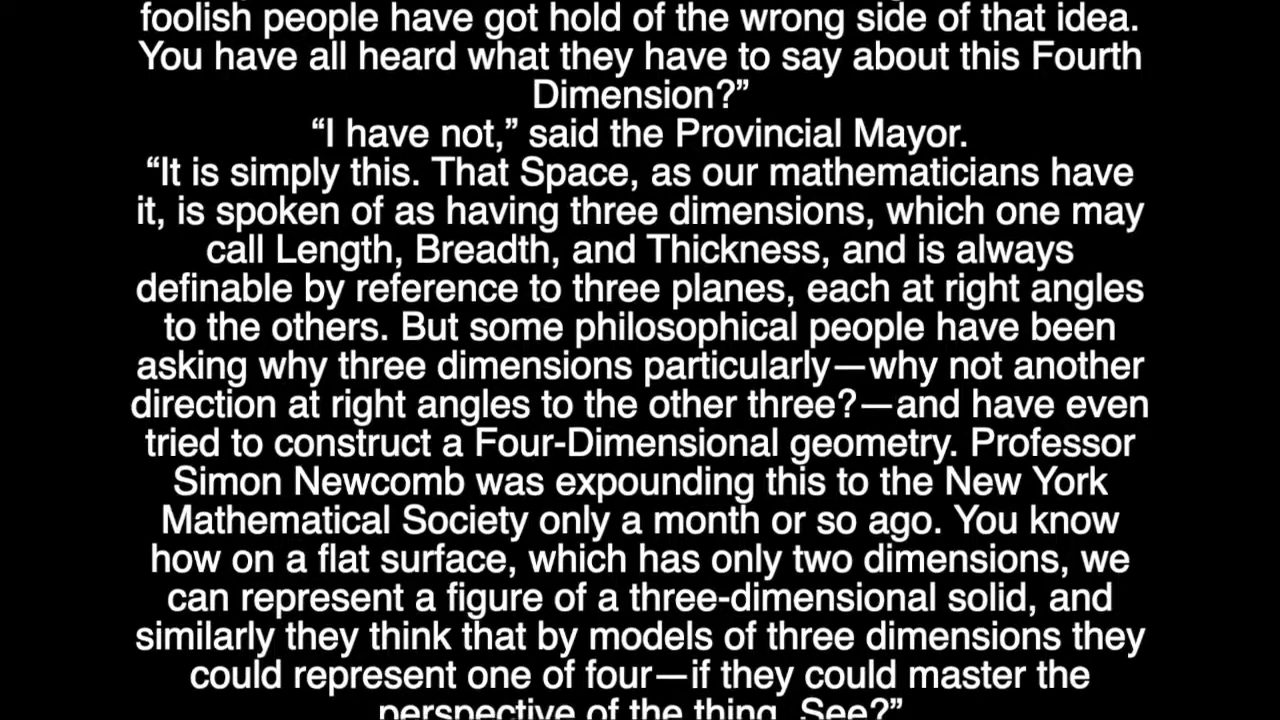 foolish people have got hold of the wrong side of that idea.
You have all heard what they have to say about this Fourth
Dimension?”
“I have not,” said the Provincial Mayor.
“It is simply this. That Space, as our mathematicians have
it, is spoken of as having three dimensions, which one may
call Length, Breadth, and Thickness, and is always
definable by reference to three planes, each at right angles
to the others. But some philosophical people have been
asking why three dimensions particularly—why not another
direction at right angles to the other three?—and have even
tried to construct a Four-Dimensional geometry. Professor
Simon Newcomb was expounding this to the New York
Mathematical Society only a month or so ago. You know
how on a flat surface, which has only two dimensions, we
can represent a figure of a three-dimensional solid, and
similarly they think that by models of three dimensions they
could represent one of four—if they could master the
perspective of the thing. See?”